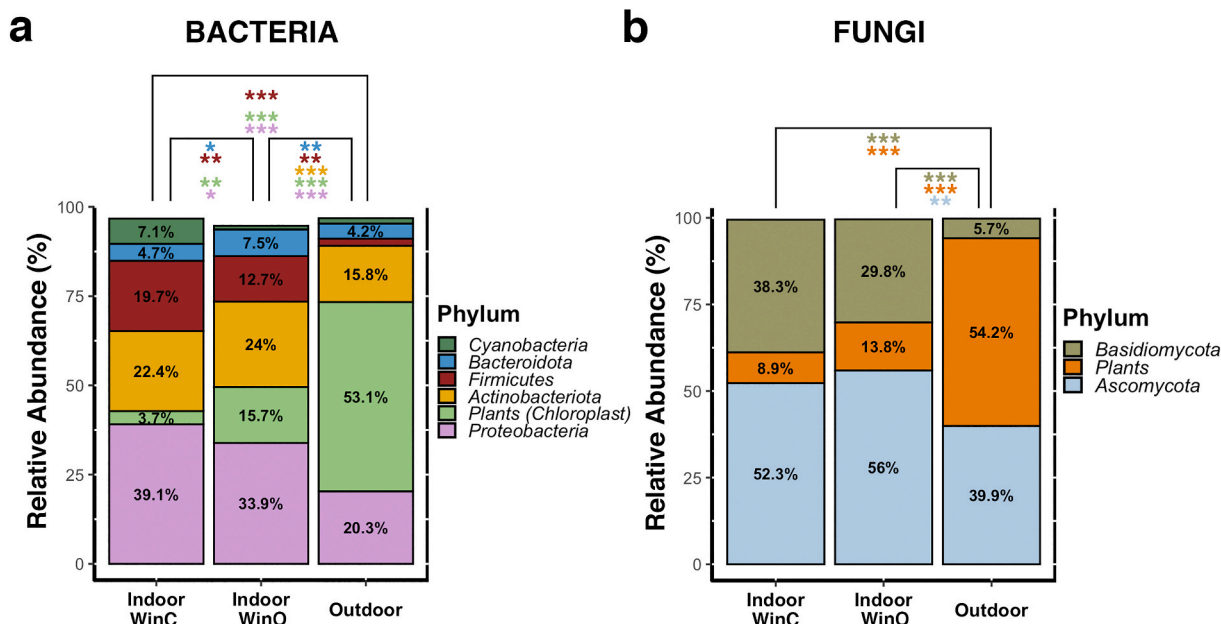 a
BACTERIA
***
***
***
*
**
**
*
**
**
***
***
***
Relative Abundance (%)
100
75
50
25
0
7.1%
4.7%
19.7%
22.4%
3.7%
39.1%
7.5%
12.7%
24%
15.7%
33.9%
4.2%
15.8%
53.1%
20.3%
Indoor
WinC
Indoor
WinO
Outdoor
Phylum
Cyanobacteria
Bacteroidota
Firmicutes
Actinobacteriota
Plants (Chloroplast)
Proteobacteria
b
FUNGI
***
***
***
***
**
Relative Abundance (%)
100
75
50
25
0
38.3%
8.9%
52.3%
29.8%
13.8%
56%
5.7%
54.2%
39.9%
Indoor
WinC
Indoor
WinO
Outdoor
Phylum
Basidiomycota
Plants
Ascomycota